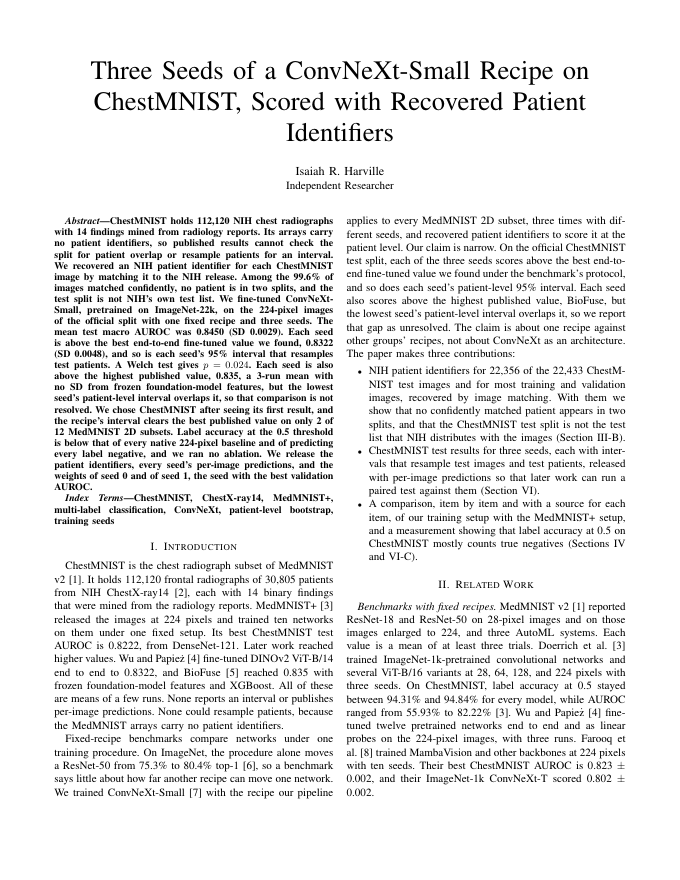 Three Seeds of a ConvNeXt-Small Recipe on
ChestMNIST, Scored with Recovered Patient
Identifiers
Isaiah R. Harville
Independent Researcher
Abstract—ChestMNIST holds 112,120 NIH chest radiographs
with 14 findings mined from radiology reports. Its arrays carry
no patient identifiers, so published results cannot check the
split for patient overlap or resample patients for an interval.
We recovered an NIH patient identifier for each ChestMNIST
image by matching it to the NIH release. Among the 99.6% of
images matched confidently, no patient is in two splits, and the
test split is not NIH's own test list. We fine-tuned ConvNeXt-
Small, pretrained on ImageNet-22k, on the 224-pixel images
of the official split with one fixed recipe and three seeds. The
mean test macro AUROC was 0.8450 (SD 0.0029). Each seed
is above the best end-to-end fine-tuned value we found, 0.8322
(SD 0.0048), and so is each seed's 95% interval that resamples
test patients. A Welch test gives p = 0.024. Each seed is also
above the highest published value, 0.835, a 3-run mean with
no SD from frozen foundation-model features, but the lowest
seed's patient-level interval overlaps it, so that comparison is not
resolved. We chose ChestMNIST after seeing its first result, and
the recipe's interval clears the best published value on only 2 of
12 MedMNIST 2D subsets. Label accuracy at the 0.5 threshold
is below that of every native 224-pixel baseline and of predicting
every label negative, and we ran no ablation. We release the
patient identifiers, every seed's per-image predictions, and the
weights of seed 0 and of seed 1, the seed with the best validation
AUROC.
Index Terms—ChestMNIST, ChestX-ray14, MedMNIST+,
multi-label classification, ConvNeXt, patient-level bootstrap,
training seeds
I. INTRODUCTION
ChestMNIST is the chest radiograph subset of MedMNIST
v2 [1]. It holds 112,120 frontal radiographs of 30,805 patients
from NIH ChestX-ray14 [2], each with 14 binary findings
that were mined from the radiology reports. MedMNIST+ [3]
released the images at 224 pixels and trained ten networks
on them under one fixed setup. Its best ChestMNIST test
AUROC is 0.8222, from DenseNet-121. Later work reached
higher values. Wu and Papież [4] fine-tuned DINOv2 ViT-B/14
end to end to 0.8322, and BioFuse [5] reached 0.835 with
frozen foundation-model features and XGBoost. All of these
are means of a few runs. None reports an interval or publishes
per-image predictions. None could resample patients, because
the MedMNIST arrays carry no patient identifiers.
Fixed-recipe benchmarks compare networks under one
training procedure. On ImageNet, the procedure alone moves
a ResNet-50 from 75.3% to 80.4% top-1 [6], so a benchmark
says little about how far another recipe can move one network.
We trained ConvNeXt-Small [7] with the recipe our pipeline
applies to every MedMNIST 2D subset, three times with dif-
ferent seeds, and recovered patient identifiers to score it at the
patient level. Our claim is narrow. On the official ChestMNIST
test split, each of the three seeds scores above the best end-to-
end fine-tuned value we found under the benchmark's protocol,
and so does each seed's patient-level 95% interval. Each seed
also scores above the highest published value, BioFuse, but
the lowest seed's patient-level interval overlaps it, so we report
that gap as unresolved. The claim is about one recipe against
other groups' recipes, not about ConvNeXt as an architecture.
The paper makes three contributions:
• NIH patient identifiers for 22,356 of the 22,433 ChestM-
NIST test images and for most training and validation
images, recovered by image matching. With them we
show that no confidently matched patient appears in two
splits, and that the ChestMNIST test split is not the test
list that NIH distributes with the images (Section III-B).
• ChestMNIST test results for three seeds, each with inter-
vals that resample test images and test patients, released
with per-image predictions so that later work can run a
paired test against them (Section VI).
• A comparison, item by item and with a source for each
item, of our training setup with the MedMNIST+ setup,
and a measurement showing that label accuracy at 0.5 on
ChestMNIST mostly counts true negatives (Sections IV
and VI-C).
II. RELATED WORK
Benchmarks with fixed recipes. MedMNIST v2 [1] reported
ResNet-18 and ResNet-50 on 28-pixel images and on those
images enlarged to 224, and three AutoML systems. Each
value is a mean of at least three trials. Doerrich et al. [3]
trained ImageNet-1k-pretrained convolutional networks and
several ViT-B/16 variants at 28, 64, 128, and 224 pixels with
three seeds. On ChestMNIST, label accuracy at 0.5 stayed
between 94.31% and 94.84% for every model, while AUROC
ranged from 55.93% to 82.22% [3]. Wu and Papież [4] fine-
tuned twelve pretrained networks end to end and as linear
probes on the 224-pixel images, with three runs. Farooq et
al. [8] trained MambaVision and other backbones at 224 pixels
with ten seeds. Their best ChestMNIST AUROC is 0.823 ±
0.002, and their ImageNet-1k ConvNeXt-T scored 0.802 ±
0.002.